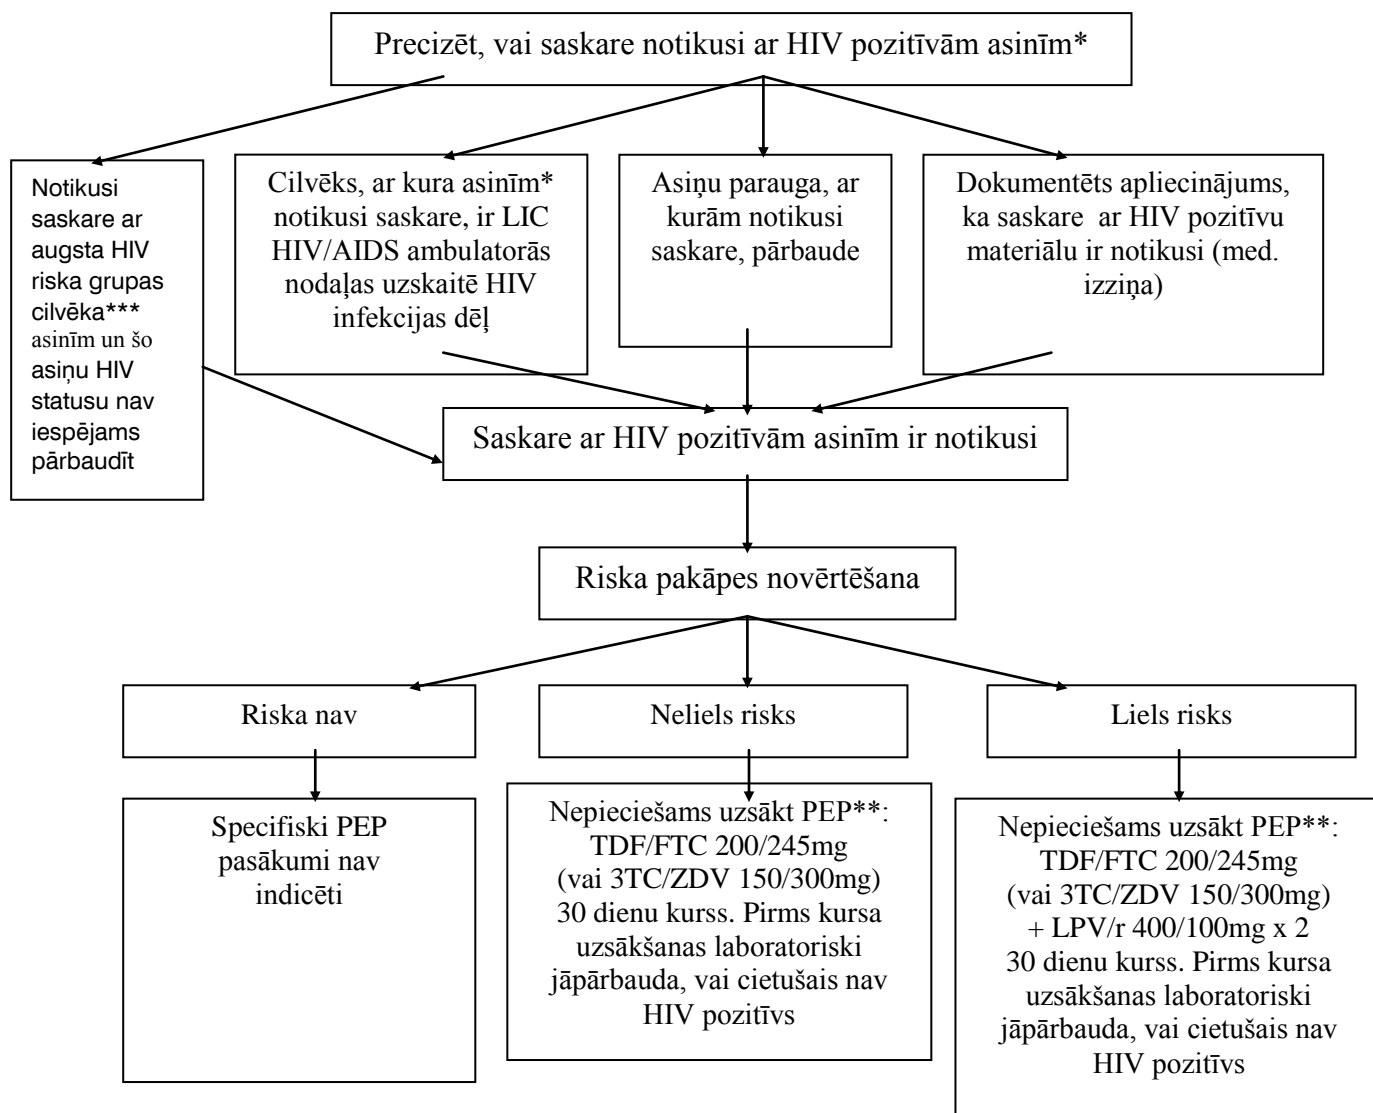 Precizēt, vai saskare notikusi ar HIV pozitīvām asinīm*
Notikusi
saskare ar
augsta HIV
riska grupas
cilvēka***
asinīm un šo
asiņu HIV
statusu nav
iespējams
pārbaudīt
Cilvēks, ar kura asinīm*
notikusi saskare, ir LIC
HIV/AIDS ambulatorās
nodaļas uzskaitē HIV
infekcijas dēļ
Asiņu parauga, ar
kurām notikusi
saskare, pārbaude
Dokumentēts apliecinājums,
ka saskare ar HIV pozitīvu
materiālu ir notikusi (med.
izziņa)
Saskare ar HIV pozitīvām asinīm ir notikusi
Riska pakāpes novērtēšana
Riska nav
Neliels risks
Liels risks
Specifiski PEP
pasākumi nav
indicēti
Nepieciešams uzsākt PEP**:
TDF/FTC 200/245mg
(vai 3TC/ZDV 150/300mg)
30 dienu kurss. Pirms kursa
uzsākšanas laboratoriski
jāpārbauda, vai cietušais nav
HIV pozitīvs
Nepieciešams uzsākt PEP**:
TDF/FTC 200/245mg
(vai 3TC/ZDV 150/300mg)
+ LPV/r 400/100mg x 2
30 dienu kurss. Pirms kursa
uzsākšanas laboratoriski
jāpārbauda, vai cietušais nav
HIV pozitīvs